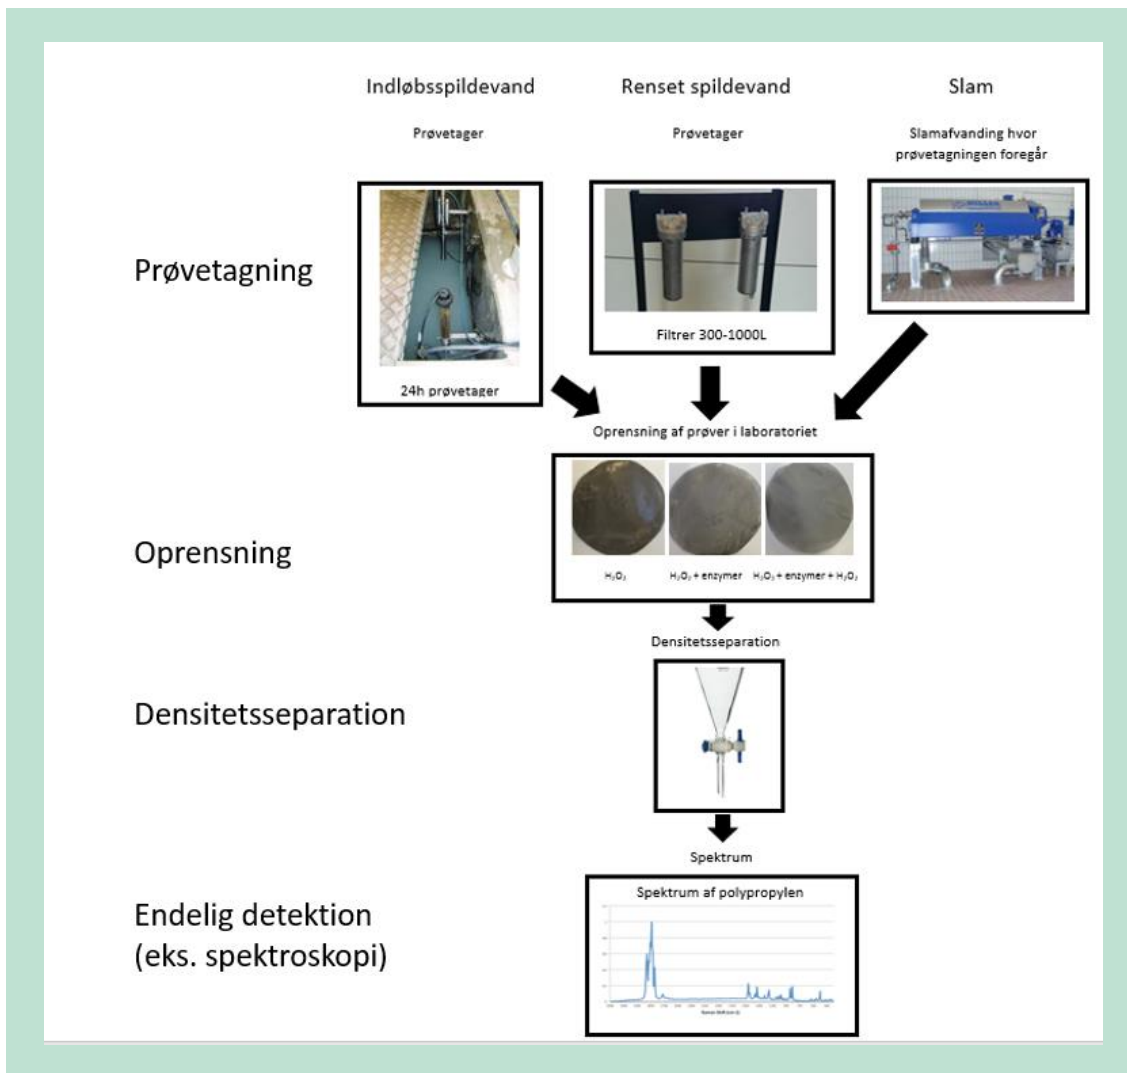 Indløbsspildevand
Renset spildevand
Slam
Prøvetager
Prøvetager
Slamafvanding hvor
prøvetagningen foregår
Prøvetagning
24h prøvetager
Filtrer 300-1000L
Oprensning af prøver i laboratoriet
Oprensning
H₂O₂
H₂O₂ + enzymer
H₂O₂ + enzymer + H₂O₂
Densitetsseparation
Densitetsseparation
Spektrum
Endelig detektion
(eks. spektroskopi)
Spektrum af polypropylen